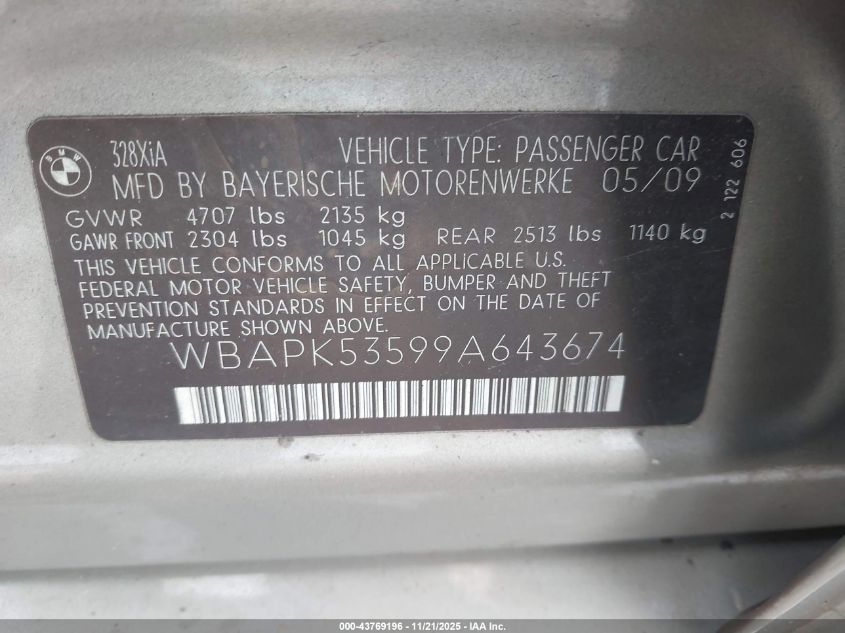 BMW
328XiA VEHICLE TYPE: PASSENGER CAR
MFD BY BAYERISCHE MOTORENWERKE 05/09
GVWR 4707 lbs 2135 kg
GAWR FRONT 2304 lbs 1045 kg REAR 2513 lbs 1140 kg
THIS VEHICLE CONFORMS TO ALL APPLICABLE U.S.
FEDERAL MOTOR VEHICLE SAFETY, BUMPER AND THEFT
PREVENTION STANDARDS IN EFFECT ON THE DATE OF
MANUFACTURE SHOWN ABOVE.
WBAPK53599A643674
2 122 606
000-43769196 - 11/21/2025 - IAA Inc.